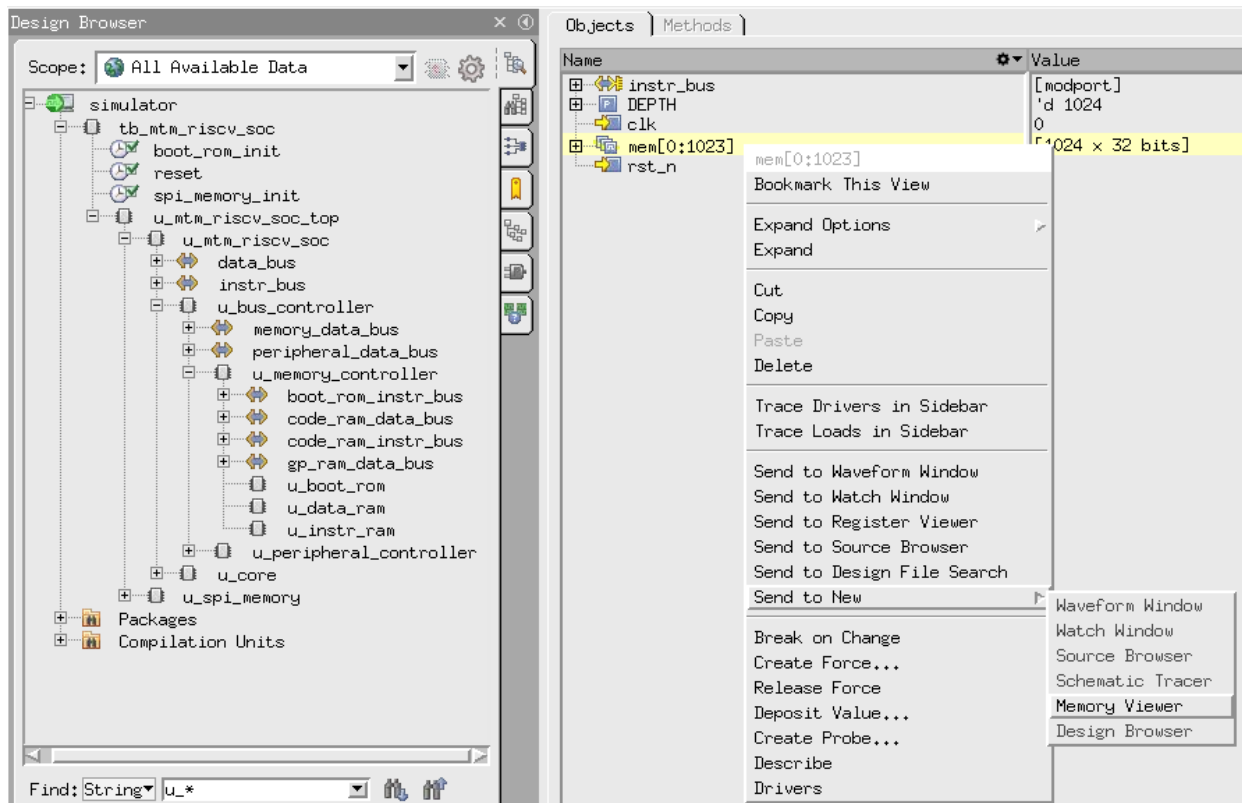 Design Browser
Scope: All Available Data
simulator
tb_mtm_riscv_soc
boot_rom_init
reset
spi_memory_init
u_mtm_riscv_soc_top
u_mtm_riscv_soc
data_bus
instr_bus
u_bus_controller
memory_data_bus
peripheral_data_bus
u_memory_controller
boot_rom_instr_bus
code_ram_data_bus
code_ram_instr_bus
gp_ram_data_bus
u_boot_rom
u_data_ram
u_instr_ram
u_peripheral_controller
u_core
u_spi_memory
Packages
Compilation Units
Find: String u_*
Objects Methods
Name Value
instr_bus [modport]
DEPTH 'd 1024
clk 0
mem[0:1023] [1024 x 32 bits]
rst_n
mem[0:1023]
Bookmark This View
Expand Options
Expand
Cut
Copy
Paste
Delete
Trace Drivers in Sidebar
Trace Loads in Sidebar
Send to Waveform Window
Send to Watch Window
Send to Register Viewer
Send to Source Browser
Send to Design File Search
Send to New
Break on Change
Create Force...
Release Force
Deposit Value...
Create Probe...
Describe
Drivers
Waveform Window
Watch Window
Source Browser
Schematic Tracer
Memory Viewer
Design Browser